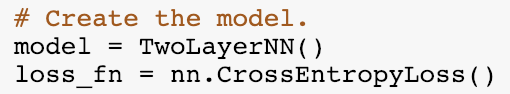 # Create the model.
model = TwoLayerNN()
loss_fn = nn.CrossEntropyLoss()